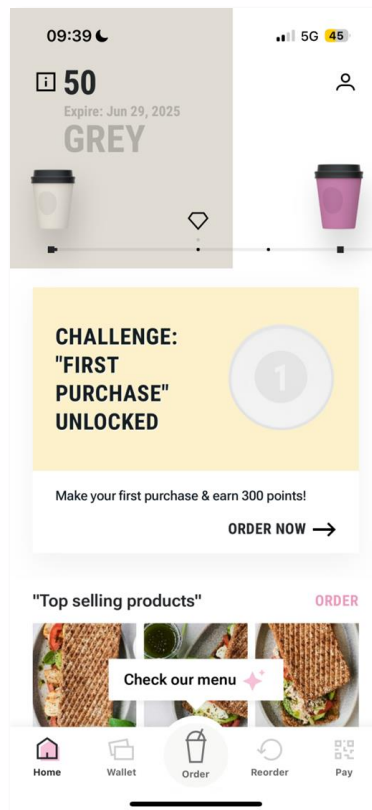 09:39
5G 45
50
Expire: Jun 29, 2025
GREY
CHALLENGE:
"FIRST
PURCHASE"
UNLOCKED
1
Make your first purchase & earn 300 points!
ORDER NOW
"Top selling products"
ORDER
Check our menu
Home
Wallet
Order
Reorder
Pay